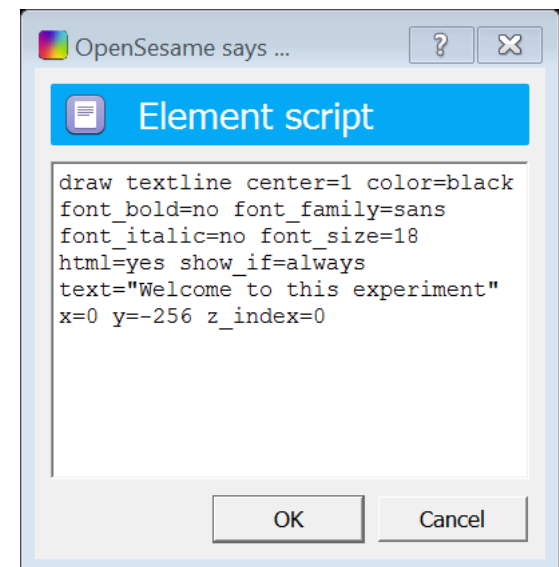 OpenSesame says ...
Element script
draw textline center=1 color=black
font_bold=no font_family=sans
font_italic=no font_size=18
html=yes show_if=always
text="Welcome to this experiment"
x=0 y=-256 z_index=0
OK Cancel